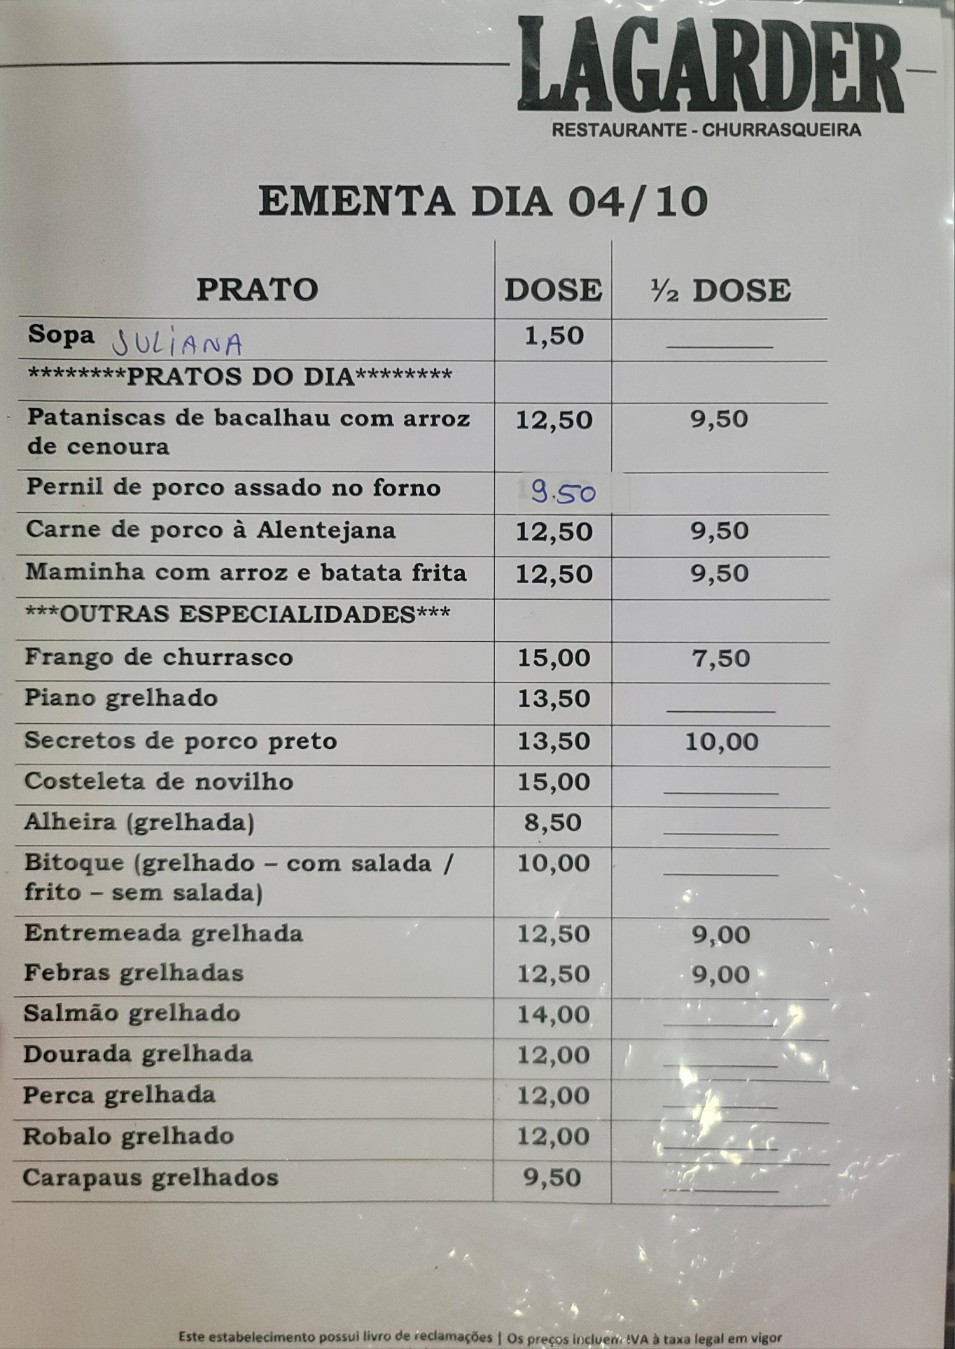 LAGARDER
RESTAURANTE - CHURRASQUEIRA
EMENTA DIA 04/10
PRATO DOSE ½ DOSE
Sopa JULiANA 1,50
********PRATOS DO DIA********
Pataniscas de bacalhau com arroz 12,50 9,50
de cenoura
Pernil de porco assado no forno 9.50
Carne de porco à Alentejana 12,50 9,50
Maminha com arroz e batata frita 12,50 9,50
***OUTRAS ESPECIALIDADES***
Frango de churrasco 15,00 7,50
Piano grelhado 13,50
Secretos de porco preto 13,50 10,00
Costeleta de novilho 15,00
Alheira (grelhada) 8,50
Bitoque (grelhado – com salada / 10,00
frito – sem salada)
Entremeada grelhada 12,50 9,00
Febras grelhadas 12,50 9,00
Salmão grelhado 14,00
Dourada grelhada 12,00
Perca grelhada 12,00
Robalo grelhado 12,00
Carapaus grelhados 9,50
Este estabelecimento possui livro de reclamações | Os preços incluem IVA à taxa legal em vigor